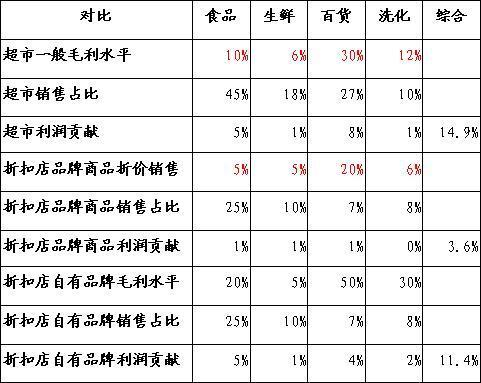 对比 食品 生鲜 百货 洗化 综合
超市一般毛利水平 10% 6% 30% 12%
超市销售占比 45% 18% 27% 10%
超市利润贡献 5% 1% 8% 1% 14.9%
折扣店品牌商品折价销售 5% 5% 20% 6%
折扣店品牌商品销售占比 25% 10% 7% 8%
折扣店品牌商品利润贡献 1% 1% 1% 0% 3.6%
折扣店自有品牌毛利水平 20% 5% 50% 30%
折扣店自有品牌销售占比 25% 10% 7% 8%
折扣店自有品牌利润贡献 5% 1% 4% 2% 11.4%